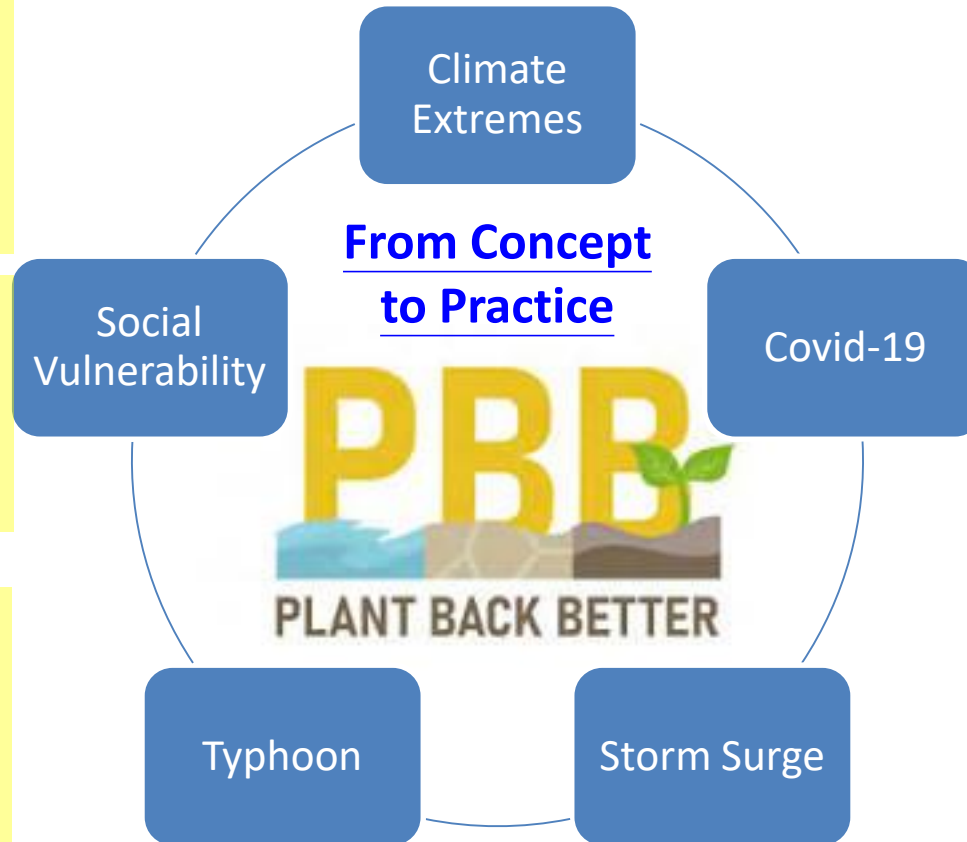 Climate
Extremes
From Concept
to Practice
Social
Vulnerability
Covid-19
PBB
PLANT BACK BETTER
Typhoon
Storm Surge